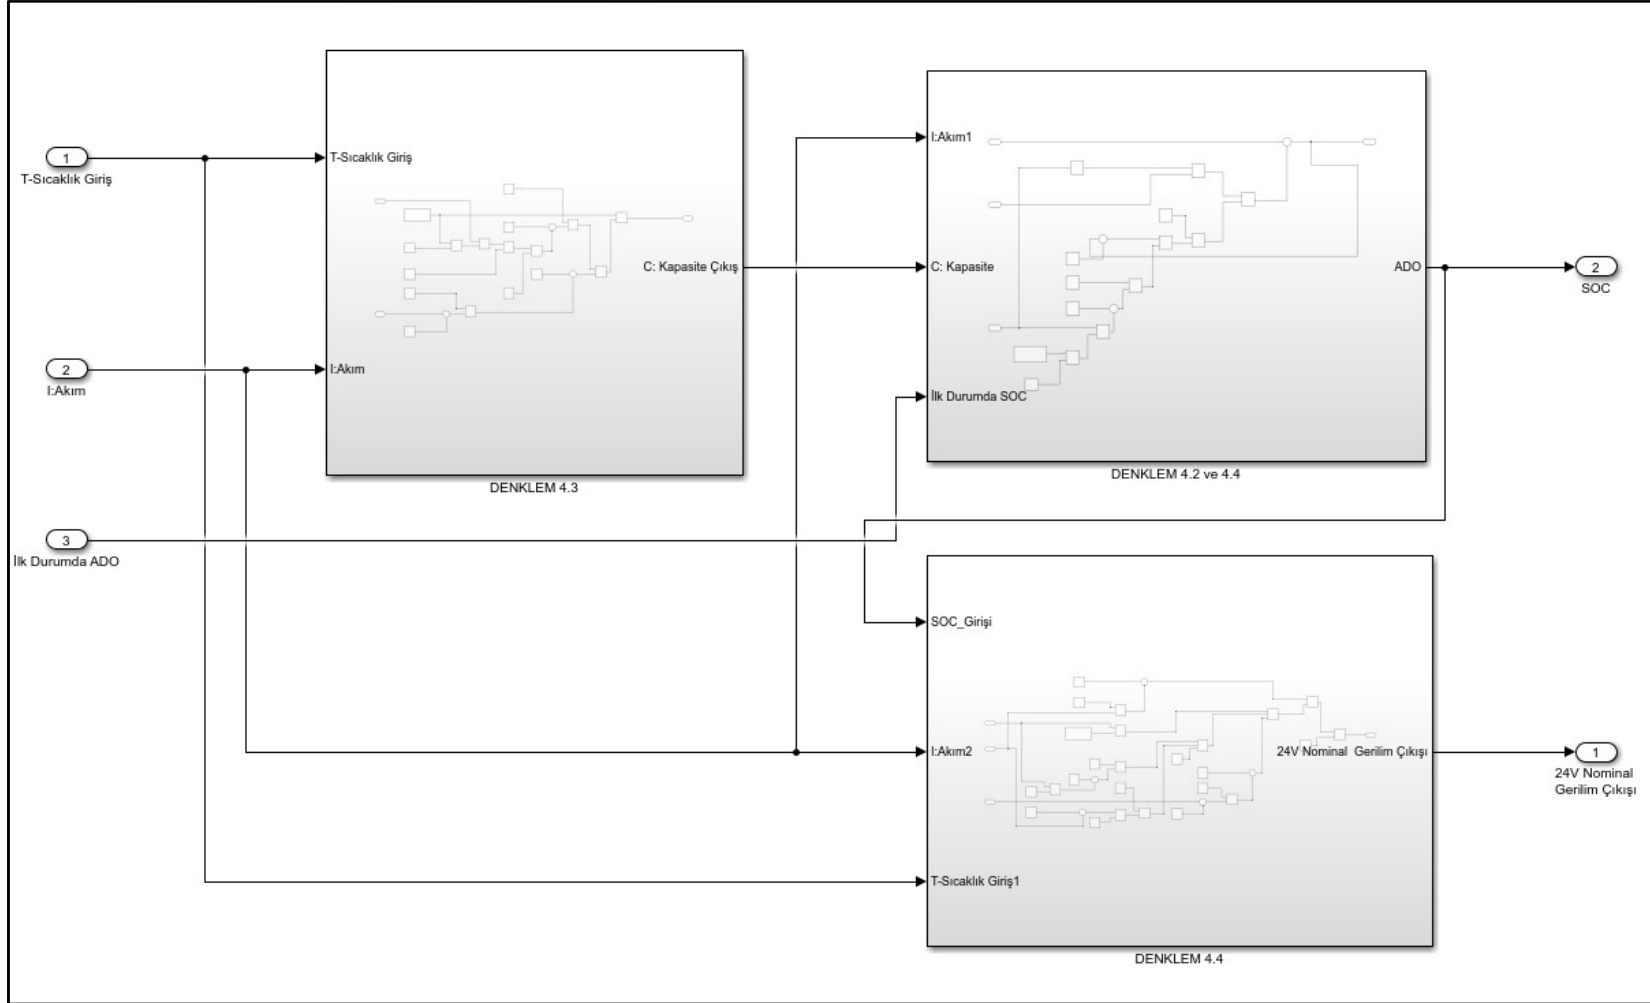 1
T-Sıcaklık Giriş
2
I:Akım
3
İlk Durumda ADO
T-Sıcaklık Giriş
C: Kapasite Çıkış
I:Akım
DENKLEM 4.3
I:Akım1
C: Kapasite
İlk Durumda SOC
ADO
DENKLEM 4.2 ve 4.4
2
SOC
SOC_Girişi
I:Akım2
24V Nominal Gerilim Çıkışı
T-Sıcaklık Giriş1
DENKLEM 4.4
1
24V Nominal
Gerilim Çıkışı